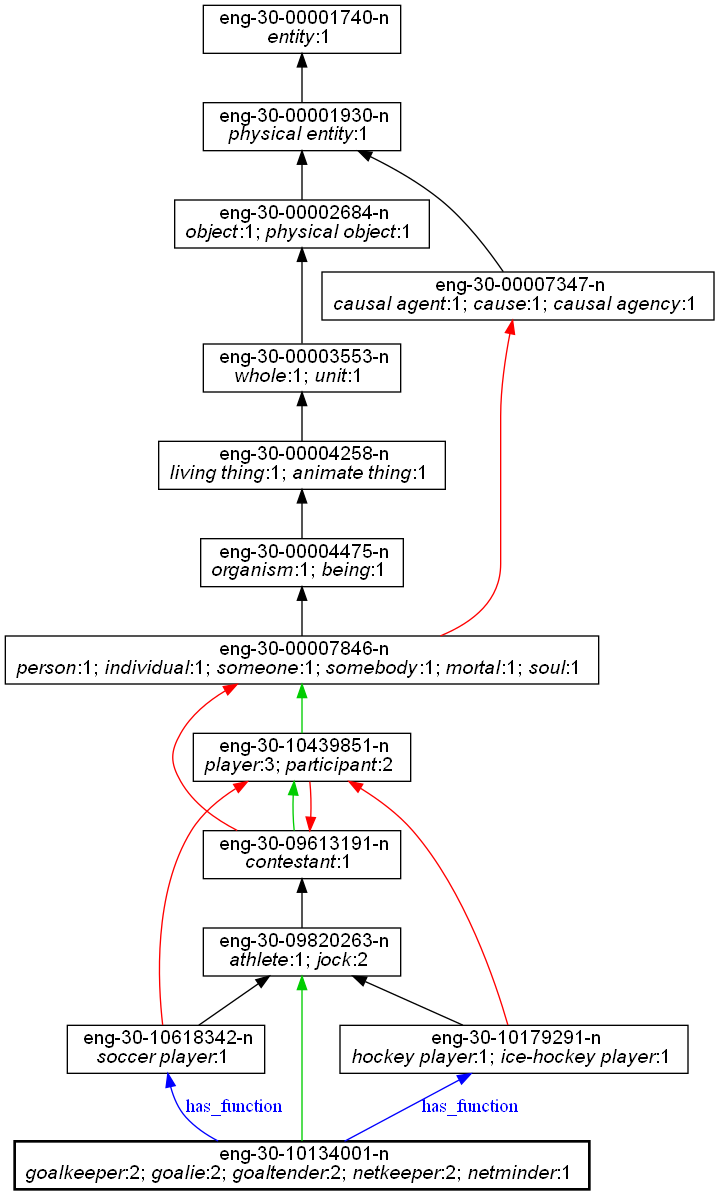 eng-30-00001740-n
entity:1
eng-30-00001930-n
physical entity:1
eng-30-00002684-n
object:1; physical object:1
eng-30-00007347-n
causal agent:1; cause:1; causal agency:1
eng-30-00003553-n
whole:1; unit:1
eng-30-00004258-n
living thing:1; animate thing:1
eng-30-00004475-n
organism:1; being:1
eng-30-00007846-n
person:1; individual:1; someone:1; somebody:1; mortal:1; soul:1
eng-30-10439851-n
player:3; participant:2
eng-30-09613191-n
contestant:1
eng-30-09820263-n
athlete:1; jock:2
eng-30-10618342-n
soccer player:1
eng-30-10179291-n
hockey player:1; ice-hockey player:1
has_function
has_function
eng-30-10134001-n
goalkeeper:2; goalie:2; goaltender:2; netkeeper:2; netminder:1